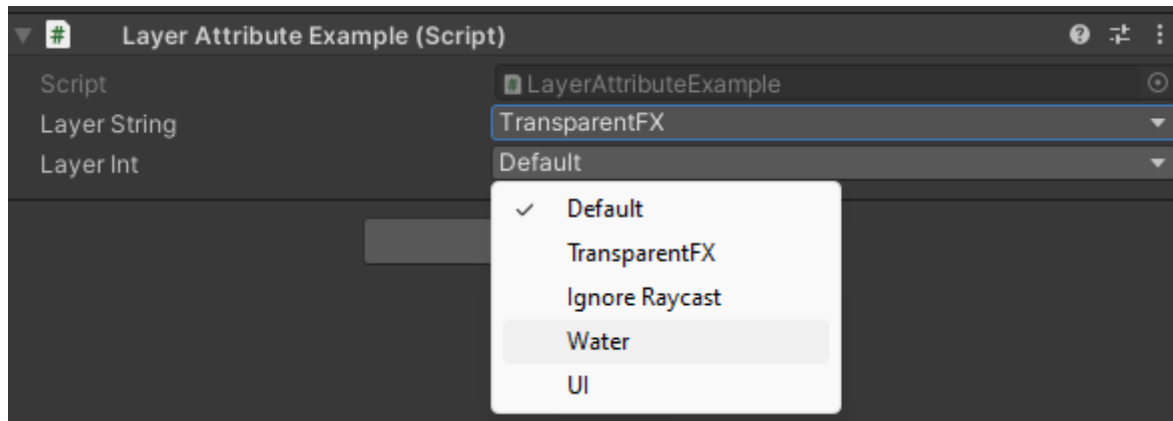 # Layer Attribute Example (Script)
Script # LayerAttributeExample
Layer String TransparentFX
Layer Int Default
Default
TransparentFX
Ignore Raycast
Water
UI